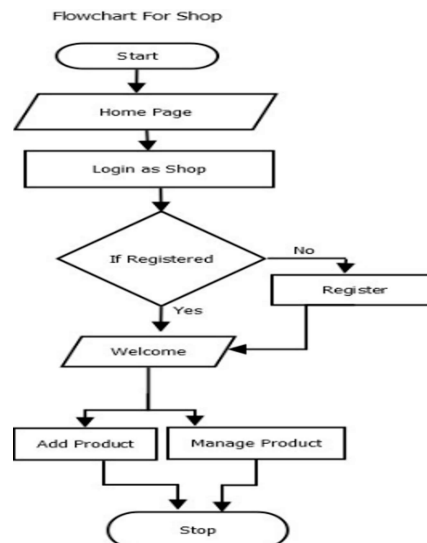 Flowchart For Shop
Start
Home Page
Login as Shop
If Registered
No
Register
Yes
Welcome
Add Product
Manage Product
Stop